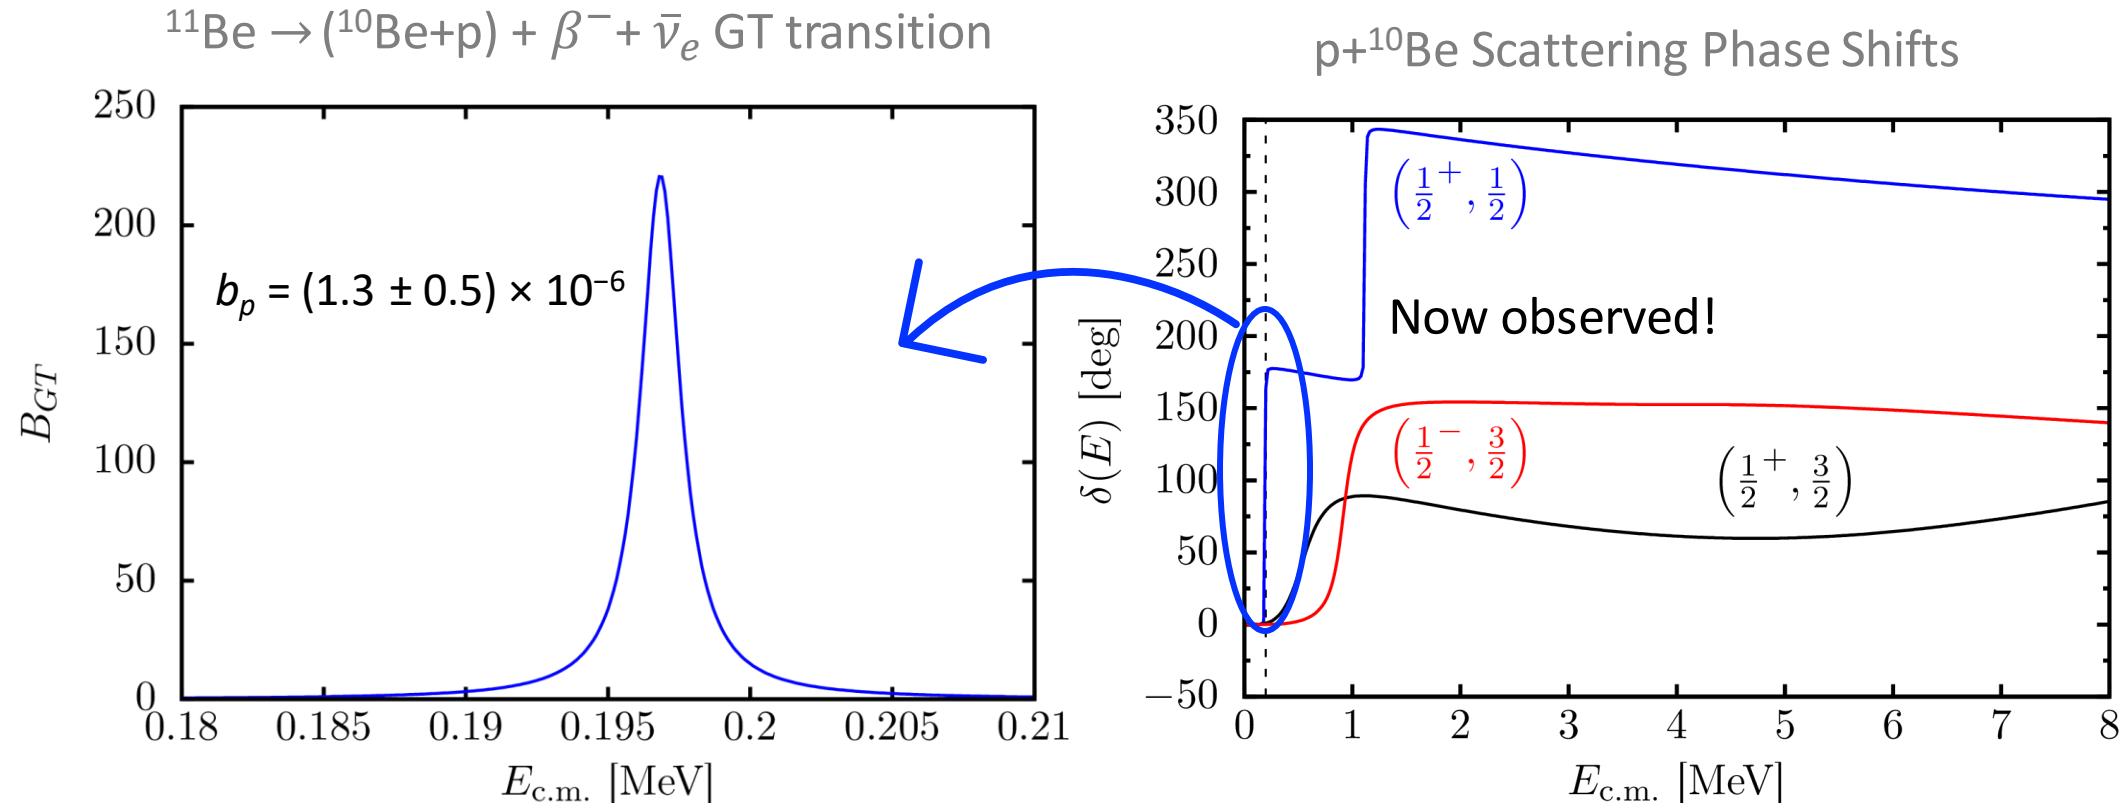 ¹¹Be → (¹⁰Be+p) + β⁻ + ν̄ₑ GT transition
250
200
150
100
50
0
B_GT
b_p = (1.3 ± 0.5) × 10⁻⁶
0.18 0.185 0.19 0.195 0.2 0.205 0.21
E_c.m. [MeV]
p+¹⁰Be Scattering Phase Shifts
350
300
250
200
150
100
50
0
−50
δ(E) [deg]
(1/2⁺, 1/2)
Now observed!
(1/2⁻, 3/2)
(1/2⁺, 3/2)
0 1 2 3 4 5 6 7 8
E_c.m. [MeV]